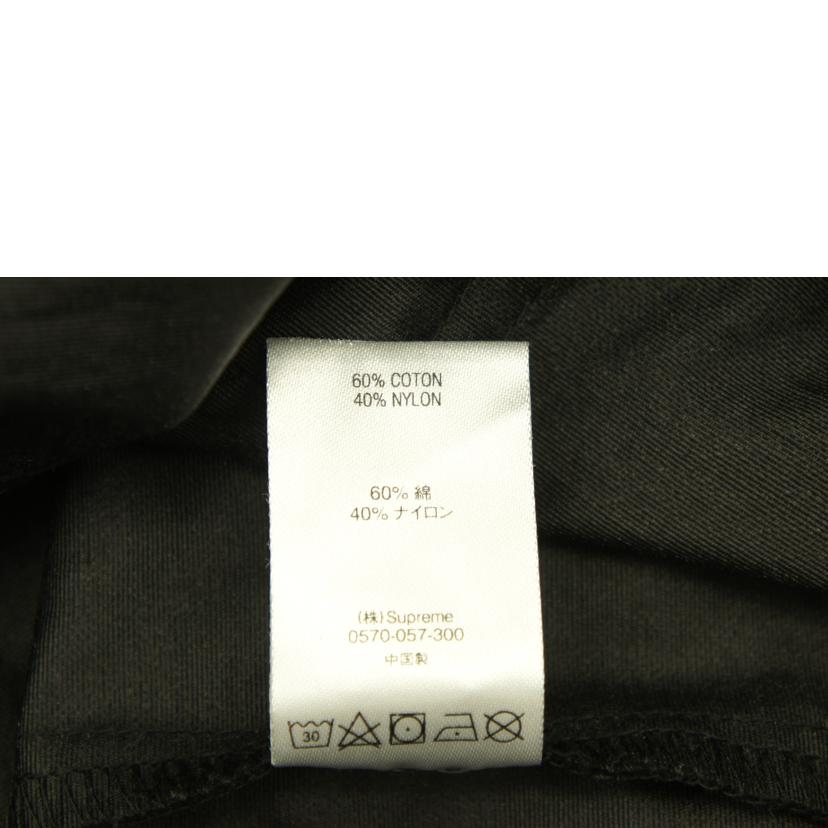 60% COTON
40% NYLON
60% 綿
40% ナイロン
(株)Supreme
0570-057-300
中国製
30